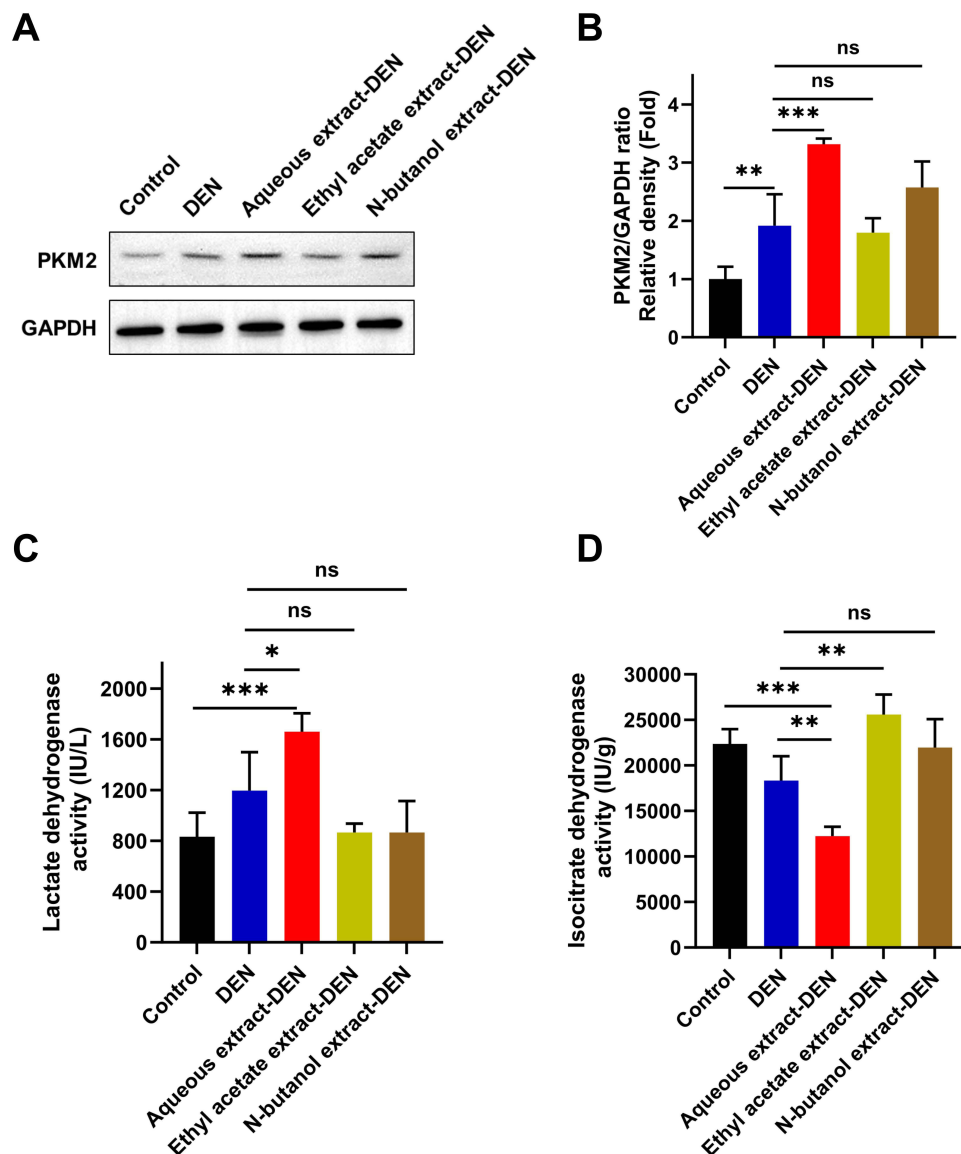 A
Control
DEN
Aqueous extract-DEN
Ethyl acetate extract-DEN
N-butanol extract-DEN
PKM2
GAPDH
B
PKM2/GAPDH ratio
Relative density (Fold)
4
3
2
1
0
**
***
ns
ns
Control
DEN
Aqueous extract-DEN
Ethyl acetate extract-DEN
N-butanol extract-DEN
C
Lactate dehydrogenase
activity (IU/L)
2000
1600
1200
800
400
0
ns
ns
*
***
Control
DEN
Aqueous extract-DEN
Ethyl acetate extract-DEN
N-butanol extract-DEN
D
Isocitrate dehydrogenase
activity (IU/g)
30000
25000
20000
15000
10000
5000
0
ns
**
***
**
Control
DEN
Aqueous extract-DEN
Ethyl acetate extract-DEN
N-butanol extract-DEN